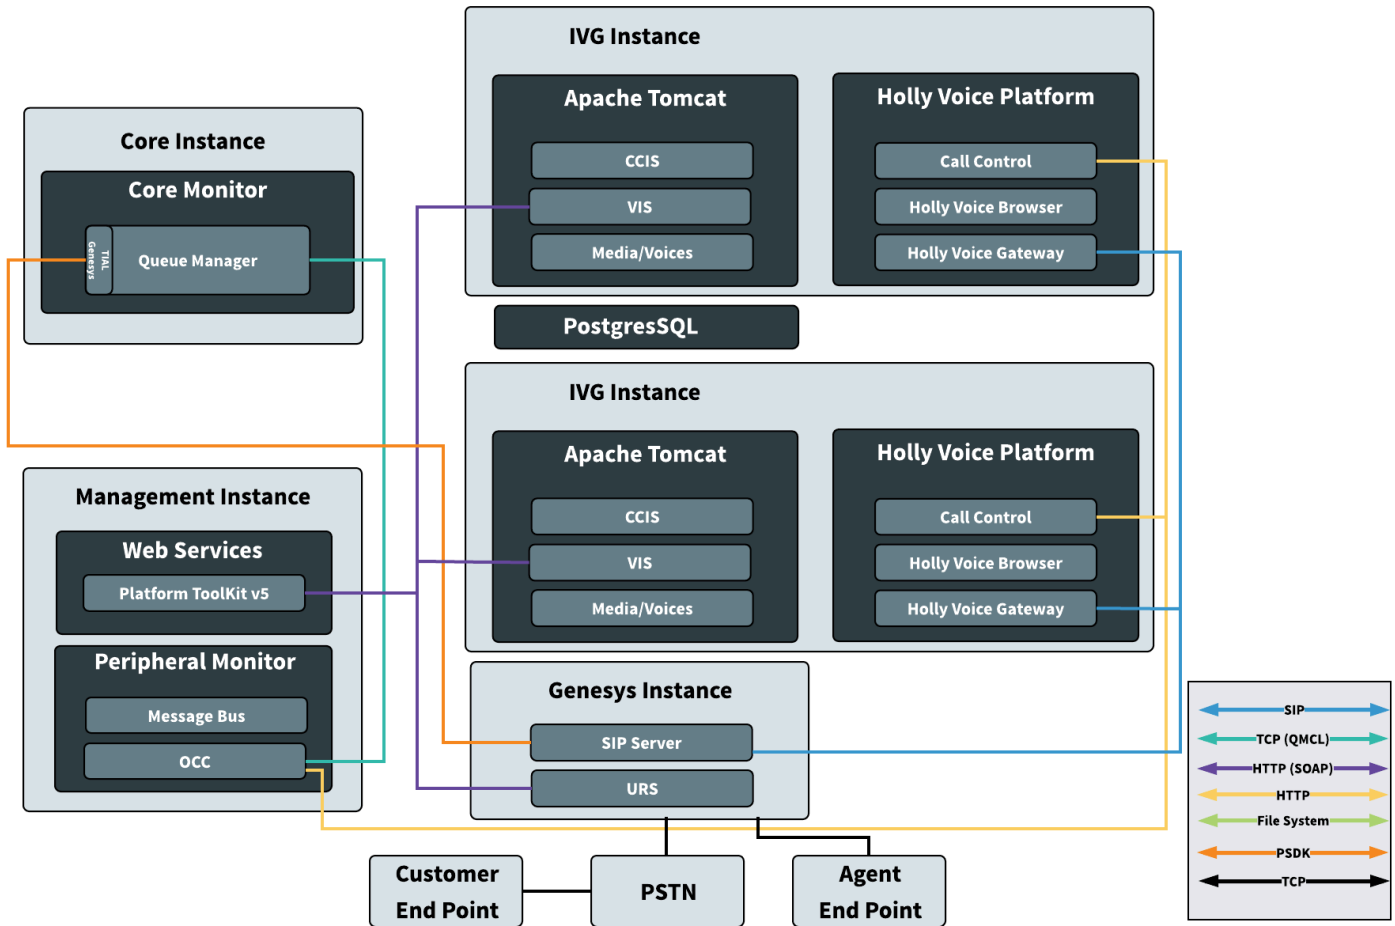 IVG Instance
Apache Tomcat
CCIS
VIS
Media/Voices
Holly Voice Platform
Call Control
Holly Voice Browser
Holly Voice Gateway
Core Instance
Core Monitor
TIAL
Genesys
Queue Manager
PostgresSQL
IVG Instance
Apache Tomcat
CCIS
VIS
Media/Voices
Holly Voice Platform
Call Control
Holly Voice Browser
Holly Voice Gateway
Management Instance
Web Services
Platform ToolKit v5
Peripheral Monitor
Message Bus
OCC
Genesys Instance
SIP Server
URS
Customer
End Point
PSTN
Agent
End Point
SIP
TCP (QMCL)
HTTP (SOAP)
HTTP
File System
PSDK
TCP